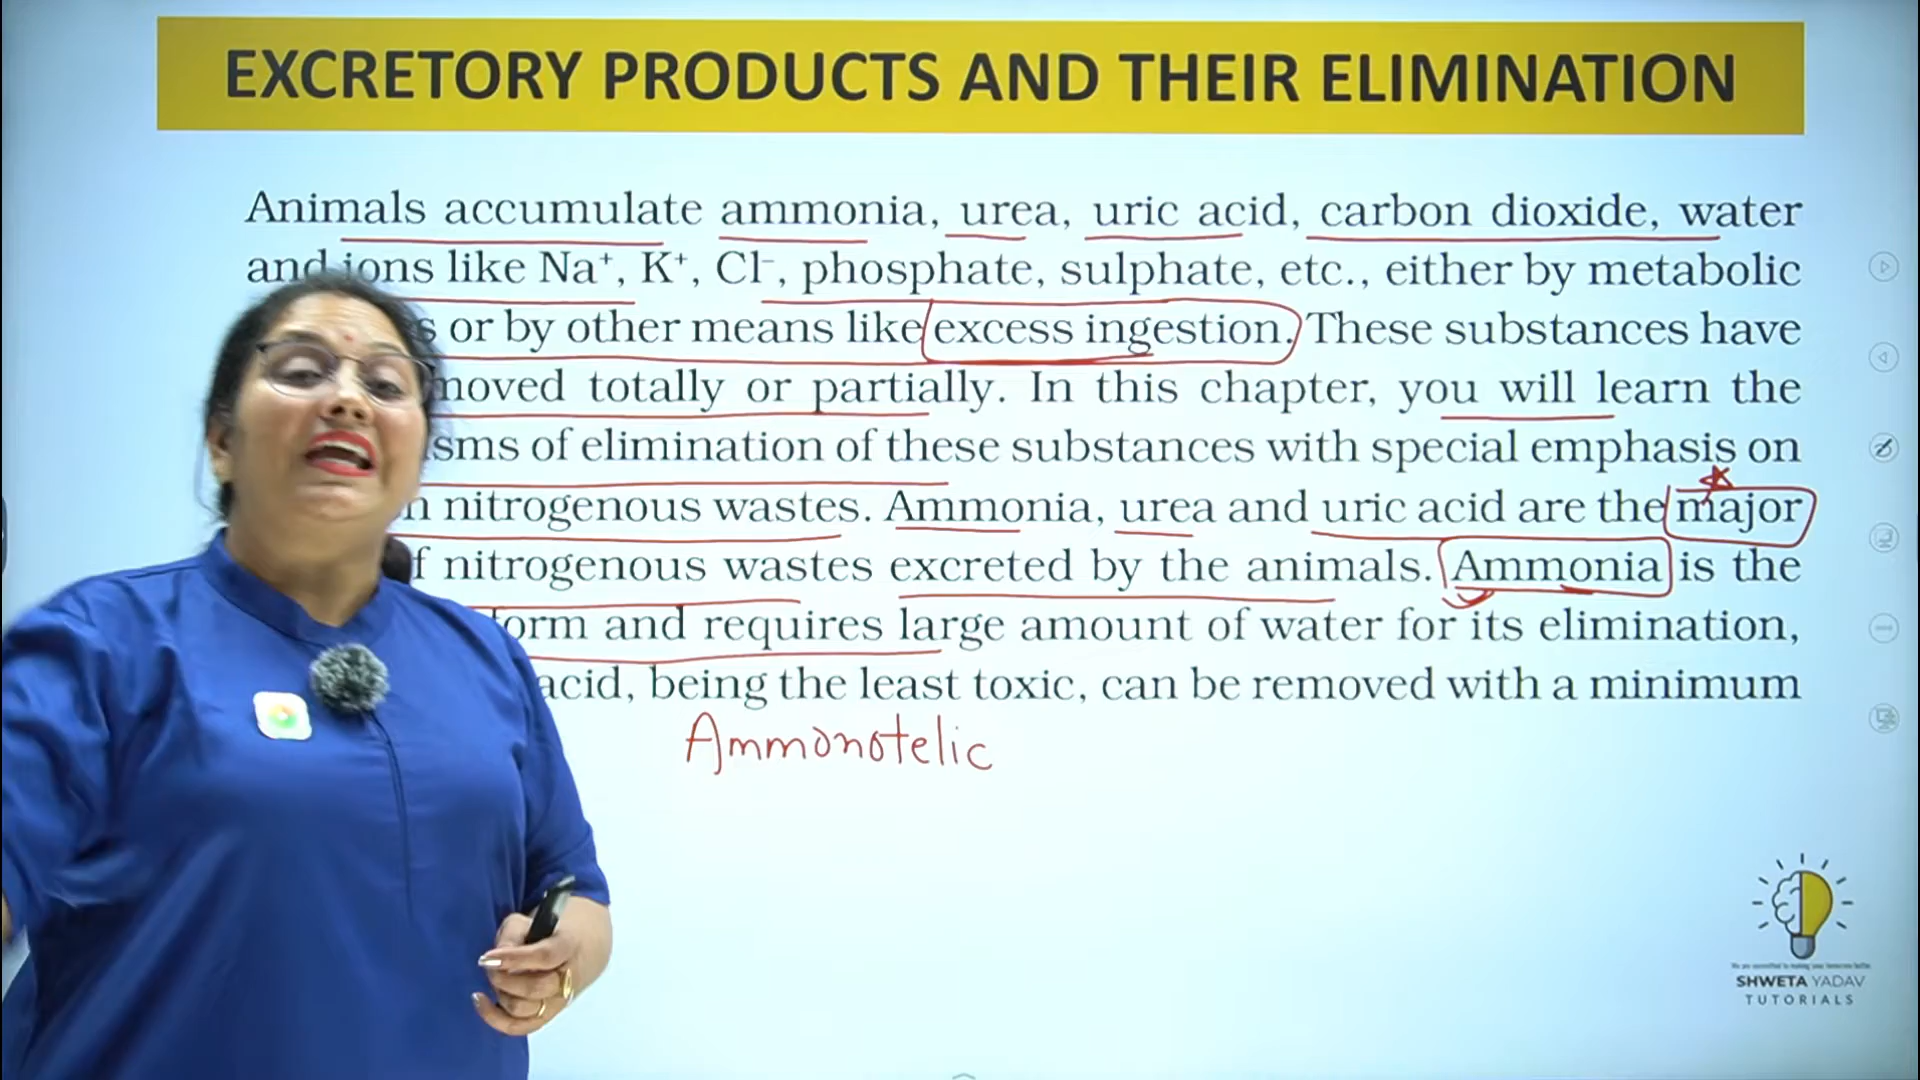 EXCRETORY PRODUCTS AND THEIR ELIMINATION
Animals accumulate ammonia, urea, uric acid, carbon dioxide, water
and ions like Na⁺, K⁺, Cl⁻, phosphate, sulphate, etc., either by metabolic
or by other means like excess ingestion. These substances have
moved totally or partially. In this chapter, you will learn the
sms of elimination of these substances with special emphasis on
n nitrogenous wastes. Ammonia, urea and uric acid are the major
f nitrogenous wastes excreted by the animals. Ammonia is the
orm and requires large amount of water for its elimination,
acid, being the least toxic, can be removed with a minimum
Ammonotelic
SHWETA YADAV
TUTORIALS